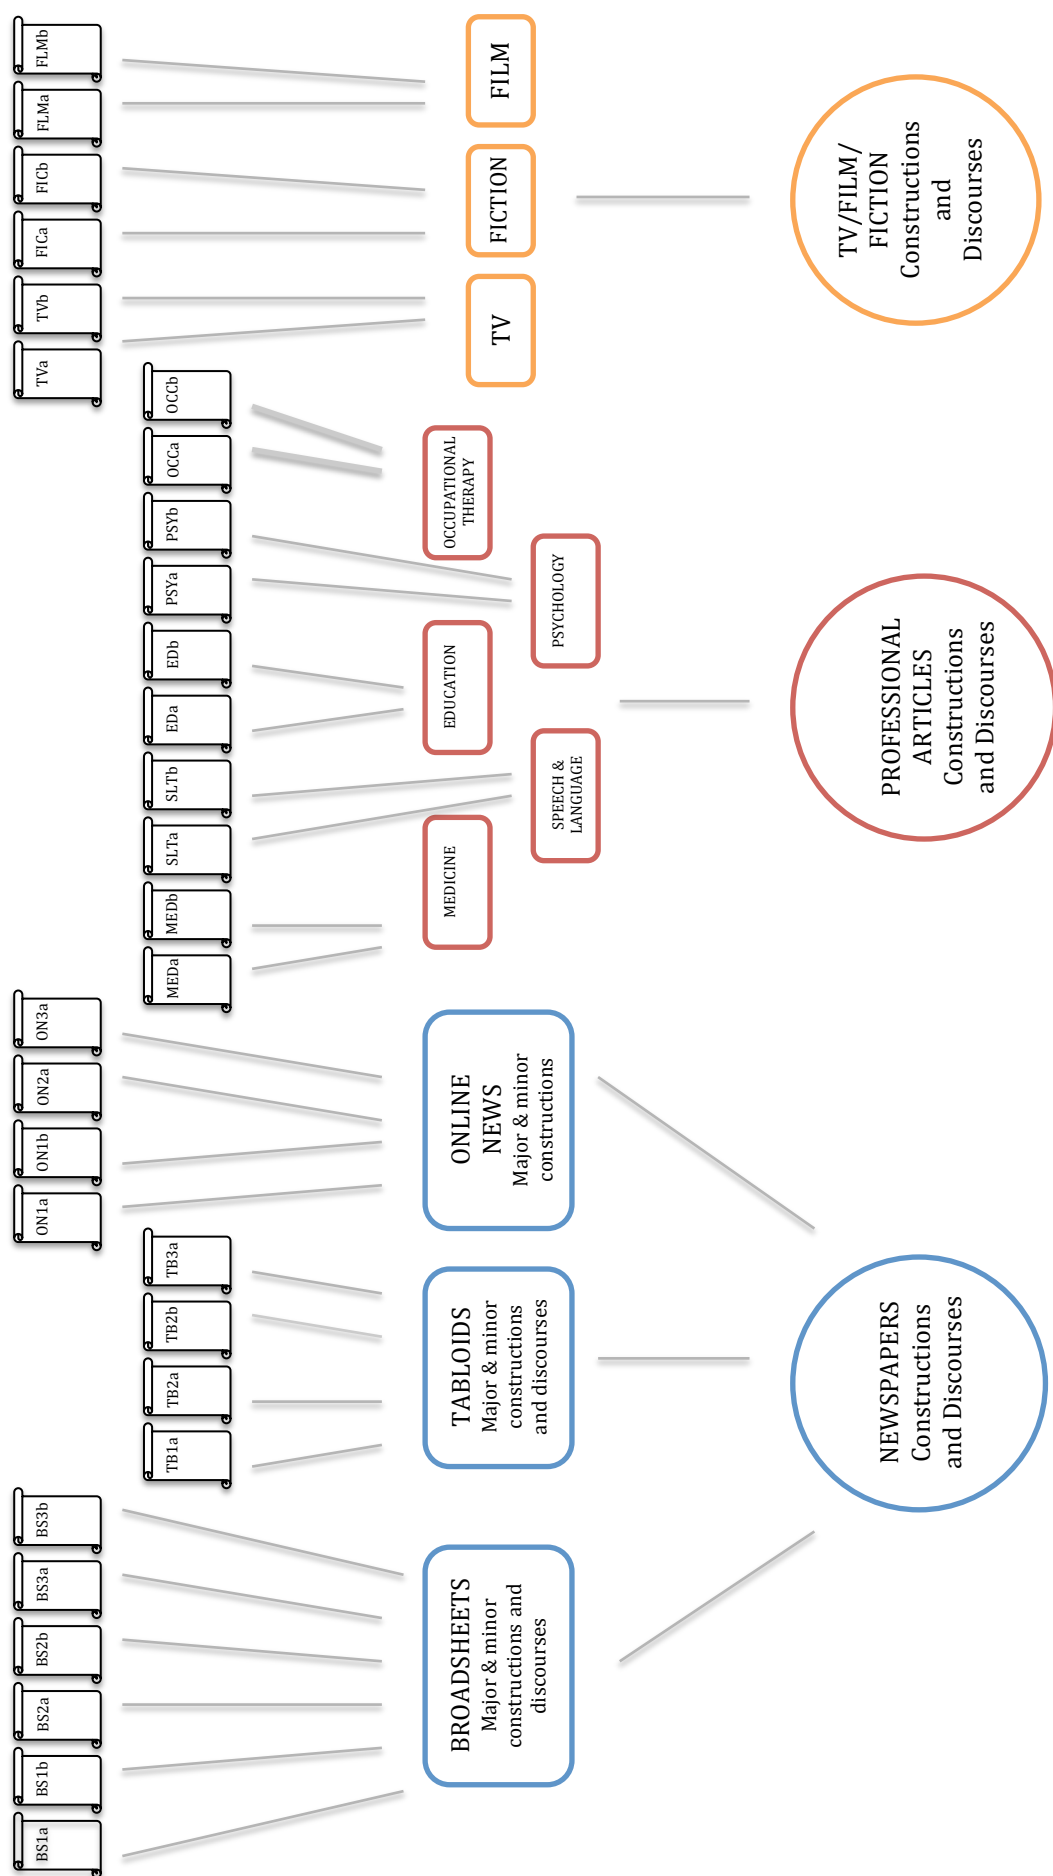 BS1a
BS1b
BS2a
BS2b
BS3a
BS3b
TB1a
TB2a
TB2b
TB3a
ON1a
ON1b
ON2a
ON3a
MEDa
MEDb
SLTa
SLTb
EDa
EDb
PSYa
PSYb
OCCa
OCCb
TVa
TVb
FICa
FICb
FLMa
FLMb
BROADSHEETS
Major & minor
constructions and
discourses
TABLOIDS
Major & minor
constructions
and discourses
ONLINE
NEWS
Major & minor
constructions
MEDICINE
SPEECH &
LANGUAGE
EDUCATION
PSYCHOLOGY
OCCUPATIONAL
THERAPY
TV
FICTION
FILM
NEWSPAPERS
Constructions
and Discourses
PROFESSIONAL
ARTICLES
Constructions
and Discourses
TV/FILM/
FICTION
Constructions
and
Discourses